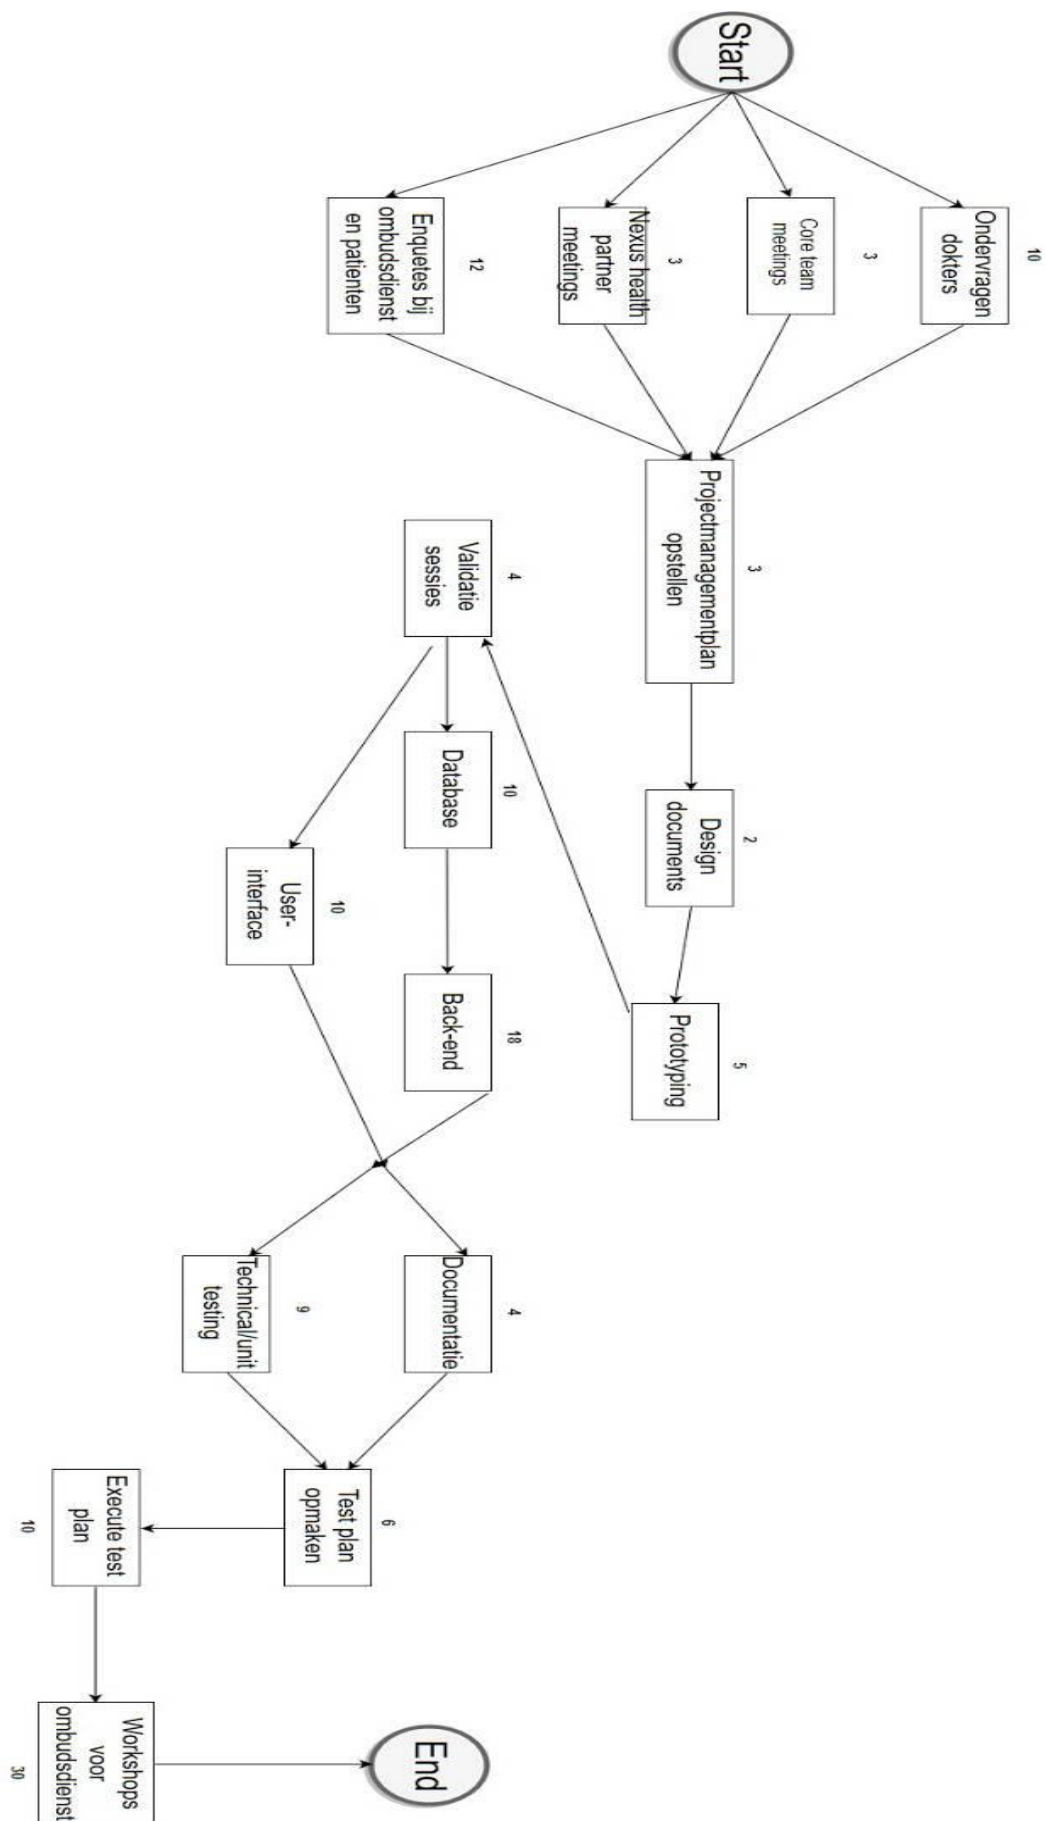 Start
10
Ondervragen
dokters
3
Core team
meetings
3
Nexus health
partner
meetings
12
Enquetes bij
ombudsdienst
en patienten
3
Projectmanagementplan
opstellen
2
Design
documents
5
Prototyping
4
Validatie
sessies
10
Database
18
Back-end
10
User-
interface
4
Documentatie
9
Technical/unit
testing
6
Test plan
opmaken
Execute test
plan
10
Workshops
voor
ombudsdienst
30
End